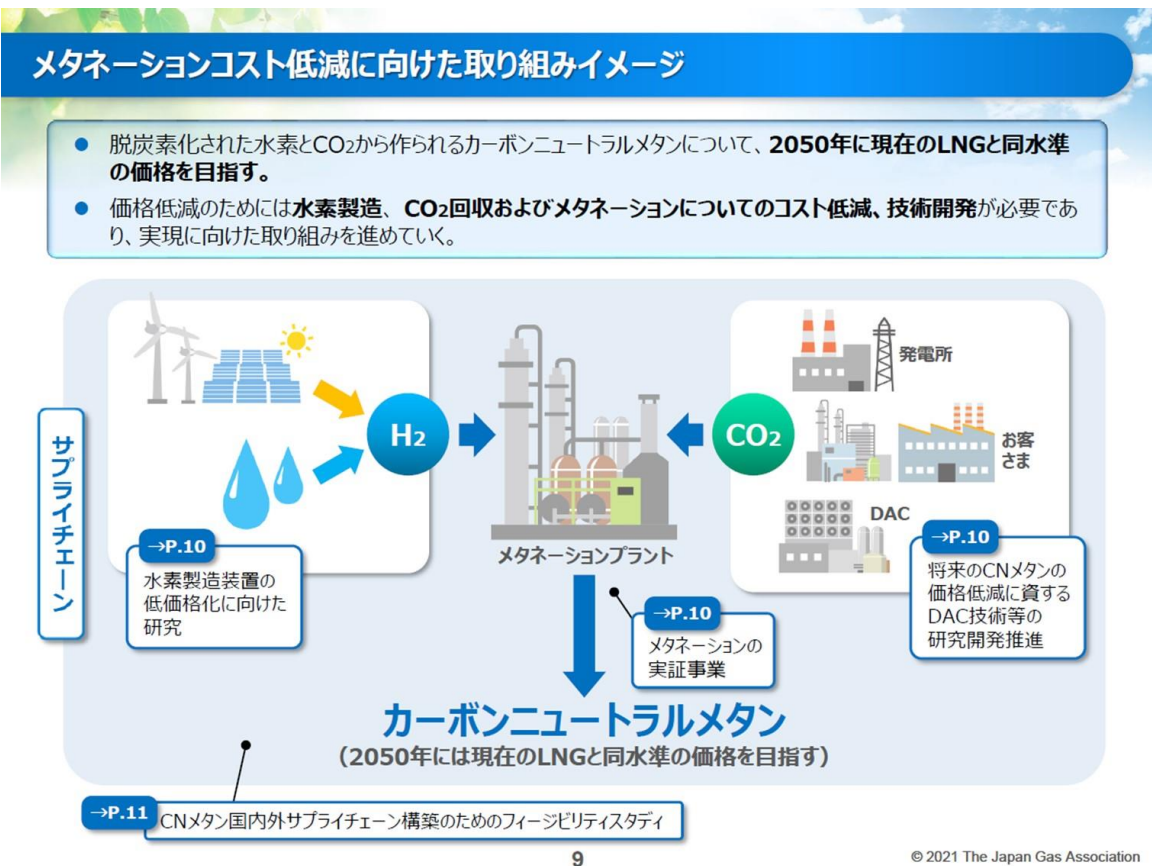 メタネーションコスト低減に向けた取り組みイメージ
● 脱炭素化された水素とCO₂から作られるカーボンニュートラルメタンについて、2050年に現在のLNGと同水準
の価格を目指す。
● 価格低減のためには水素製造、CO₂回収およびメタネーションについてのコスト低減、技術開発が必要であ
り、実現に向けた取り組みを進めていく。
サプライチェーン
H₂
CO₂
発電所
お客
さま
DAC
メタネーションプラント
→P.10
水素製造装置の
低価格化に向けた
研究
→P.10
メタネーションの
実証事業
→P.10
将来のCNメタンの
価格低減に資する
DAC技術等の
研究開発推進
カーボンニュートラルメタン
(2050年には現在のLNGと同水準の価格を目指す)
→P.11
CNメタン国内外サプライチェーン構築のためのフィージビリティスタディ
9
© 2021 The Japan Gas Association